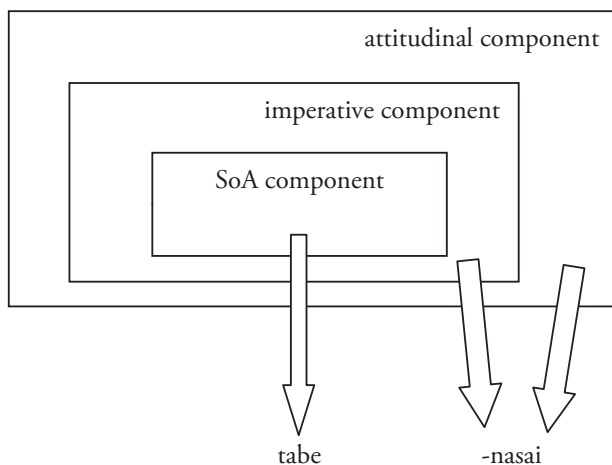 attitudinal component
imperative component
SoA component
tabe -nasai